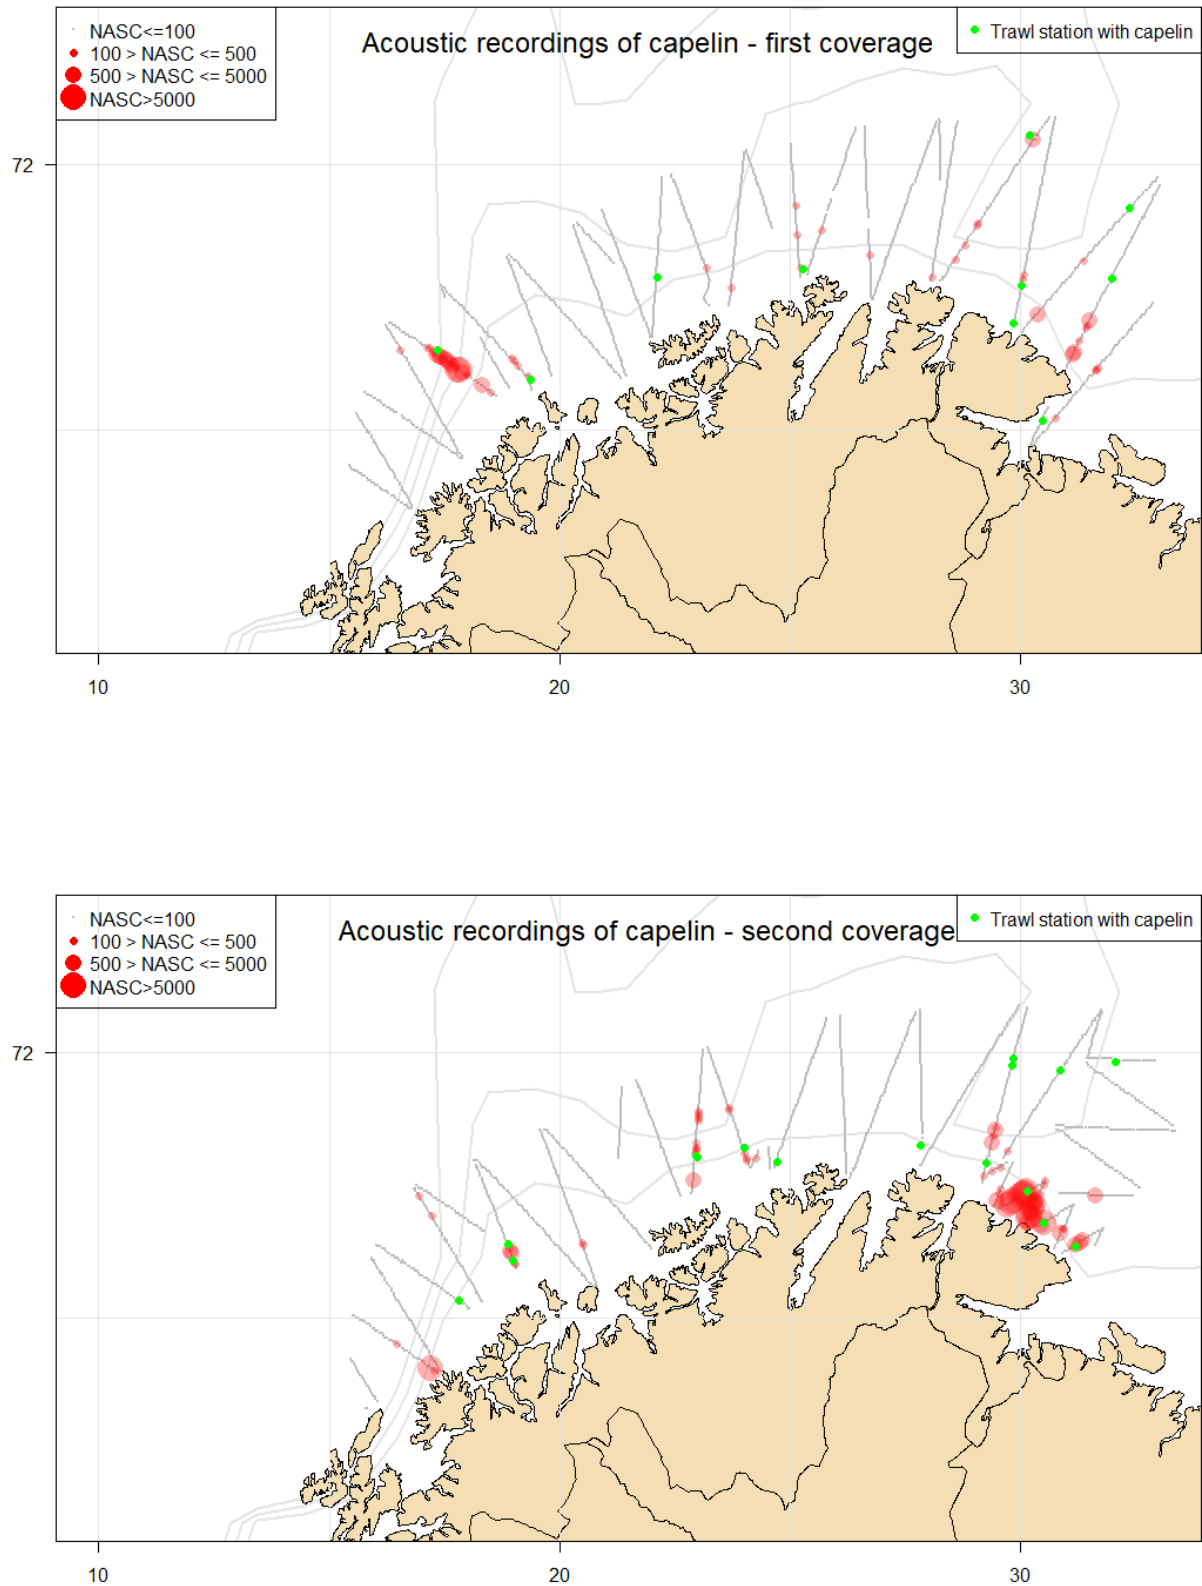 NASC<=100
100 > NASC <= 500
500 > NASC <= 5000
NASC>5000
Acoustic recordings of capelin - first coverage
Trawl station with capelin
72
10
20
30
NASC<=100
100 > NASC <= 500
500 > NASC <= 5000
NASC>5000
Acoustic recordings of capelin - second coverage
Trawl station with capelin
72
10
20
30